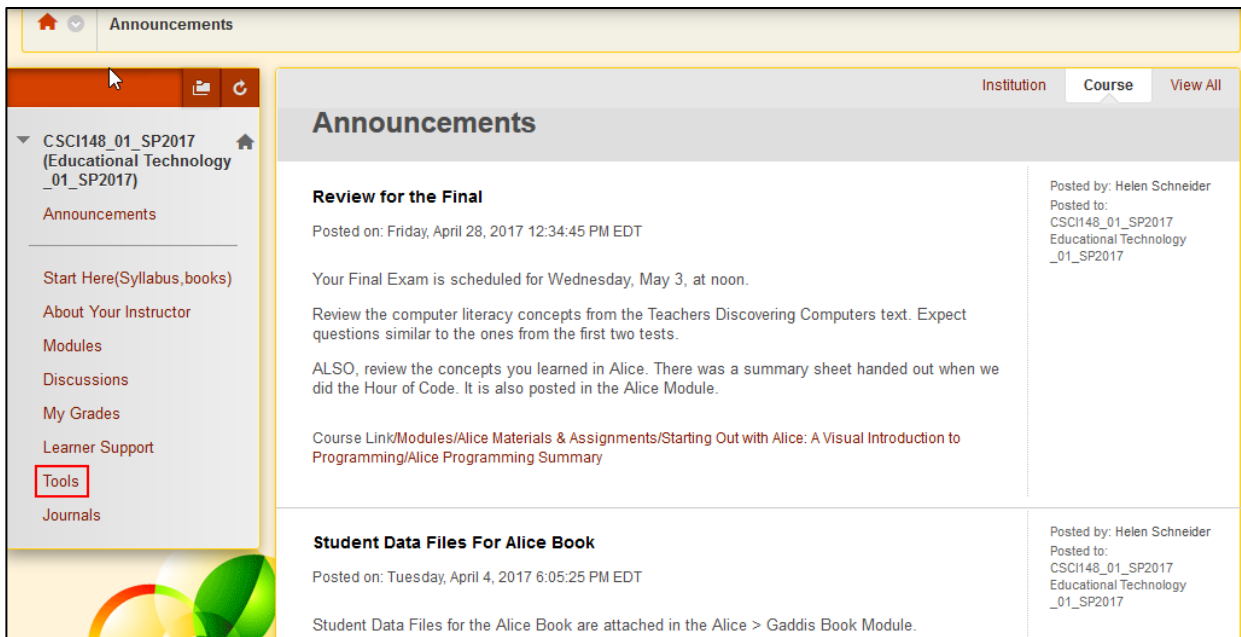 Announcements
CSCI148_01_SP2017
(Educational Technology
_01_SP2017)
Announcements
Start Here(Syllabus,books)
About Your Instructor
Modules
Discussions
My Grades
Learner Support
Tools
Journals
Institution
Course
View All
Announcements
Review for the Final
Posted on: Friday, April 28, 2017 12:34:45 PM EDT
Your Final Exam is scheduled for Wednesday, May 3, at noon.
Review the computer literacy concepts from the Teachers Discovering Computers text. Expect
questions similar to the ones from the first two tests.
ALSO, review the concepts you learned in Alice. There was a summary sheet handed out when we
did the Hour of Code. It is also posted in the Alice Module.
Course Link/Modules/Alice Materials & Assignments/Starting Out with Alice: A Visual Introduction to
Programming/Alice Programming Summary
Posted by: Helen Schneider
Posted to:
CSCI148_01_SP2017
Educational Technology
_01_SP2017
Student Data Files For Alice Book
Posted on: Tuesday, April 4, 2017 6:05:25 PM EDT
Student Data Files for the Alice Book are attached in the Alice > Gaddis Book Module.
Posted by: Helen Schneider
Posted to:
CSCI148_01_SP2017
Educational Technology
_01_SP2017